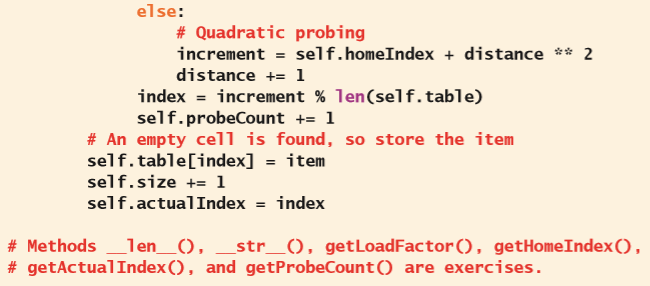 else:
# Quadratic probing
increment = self.homeIndex + distance ** 2
distance += 1
index = increment % len(self.table)
self.probeCount += 1
# An empty cell is found, so store the item
self.table[index] = item
self.size += 1
self.actualIndex = index
# Methods __len__(), __str__(), getLoadFactor(), getHomeIndex(),
# getActualIndex(), and getProbeCount() are exercises.